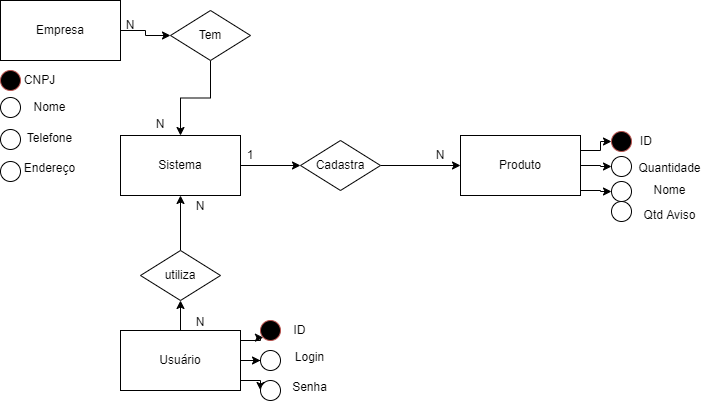 Empresa
N
Tem
CNPJ
Nome
Telefone
Endereço
N
Sistema
1
Cadastra
N
Produto
ID
Quantidade
Nome
Qtd Aviso
N
utiliza
N
Usuário
ID
Login
Senha